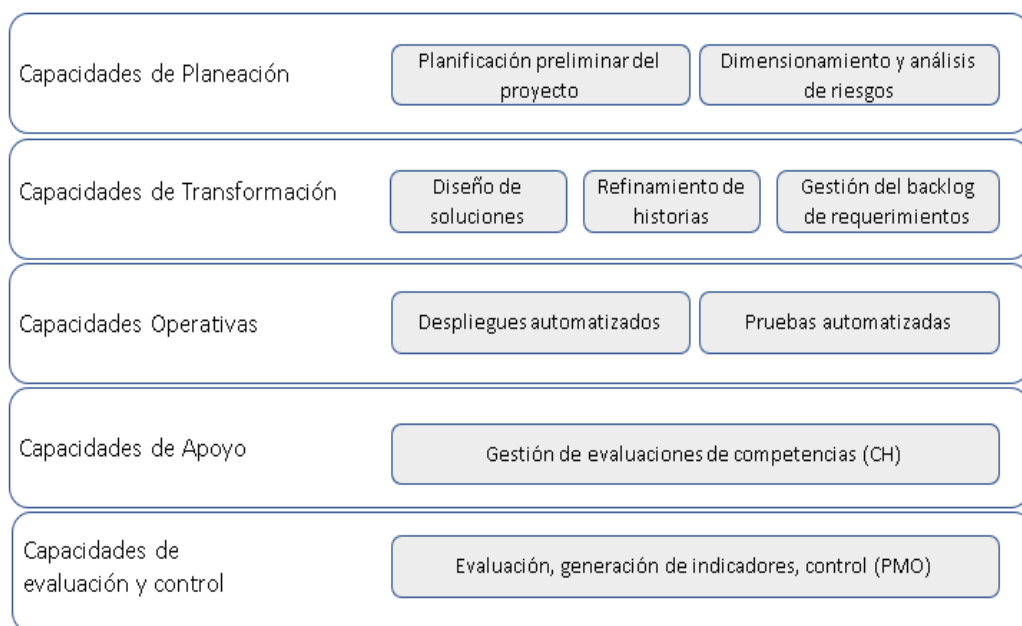 Capacidades de Planeación
Planificación preliminar del
proyecto
Dimensionamiento y análisis
de riesgos
Capacidades de Transformación
Diseño de
soluciones
Refinamiento de
historias
Gestión del backlog
de requerimientos
Capacidades Operativas
Despliegues automatizados
Pruebas automatizadas
Capacidades de Apoyo
Gestión de evaluaciones de competencias (CH)
Capacidades de
evaluación y control
Evaluación, generación de indicadores, control (PMO)